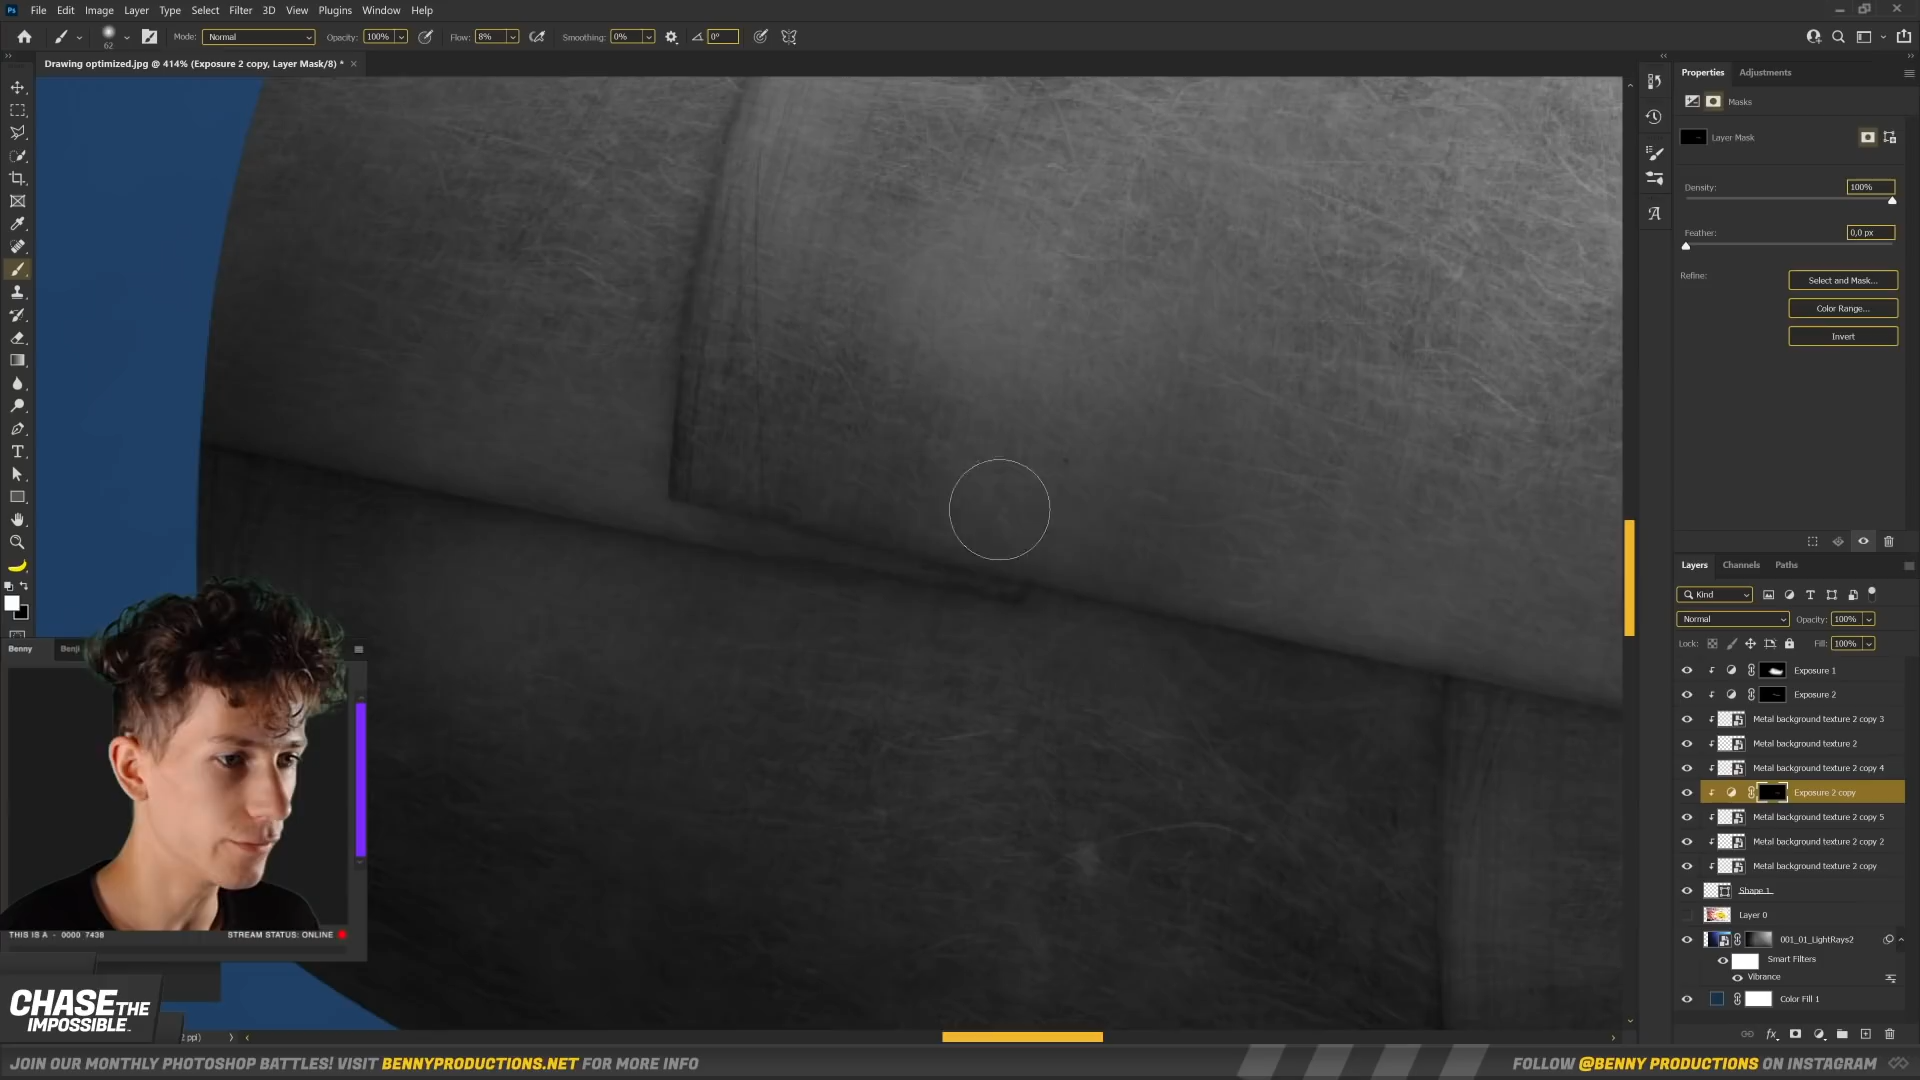 Ps File Edit Image Layer Type Select Filter 3D View Plugins Window Help
62 Mode: Normal Opacity: 100% Flow: 8% Smoothing: 0% 0°
Drawing optimized.jpg @ 414% (Exposure 2 copy, Layer Mask/8) * ×
Properties Adjustments
Masks
Layer Mask
Density: 100%
Feather: 0,0 px
Refine:
Select and Mask...
Color Range...
Invert
Layers Channels Paths
Kind
Normal Opacity: 100%
Lock: Fill: 100%
Exposure 1
Exposure 2
Metal background texture 2 copy 3
Metal background texture 2
Metal background texture 2 copy 4
Exposure 2 copy
Metal background texture 2 copy 5
Metal background texture 2 copy 2
Metal background texture 2 copy
Shape 1
Layer 0
001_01_LightRays2
Smart Filters
Vibrance
Color Fill 1
fx
Benny Benji
THIS IS A - 0000 7438 STREAM STATUS: ONLINE
CHASE THE
IMPOSSIBLE
ppi)
JOIN OUR MONTHLY PHOTOSHOP BATTLES! VISIT BENNYPRODUCTIONS.NET FOR MORE INFO
FOLLOW @BENNY PRODUCTIONS ON INSTAGRAM